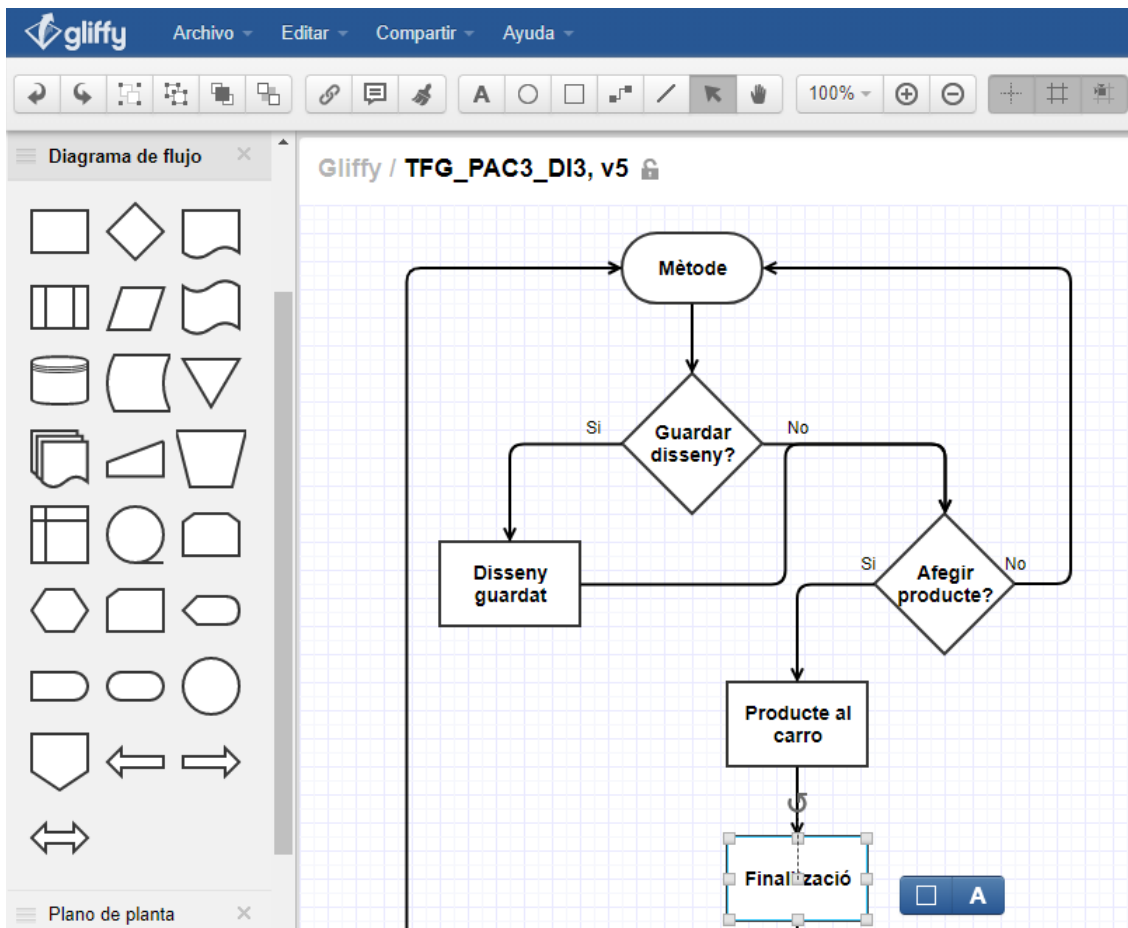 gliffy
Archivo
Editar
Compartir
Ayuda
A
100%
Diagrama de flujo
Gliffy / TFG_PAC3_DI3, v5
Mètode
Si
Guardar
disseny?
No
Disseny
guardat
Si
Afegir
producte?
No
Producte al
carro
Finalització
A
Plano de planta